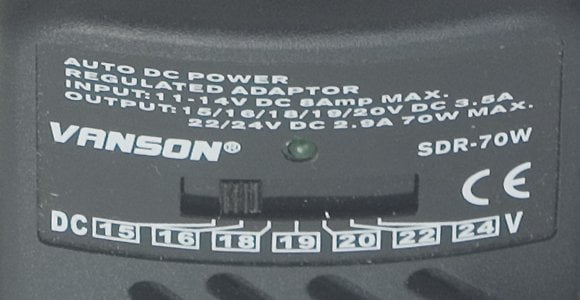 AUTO DC POWER
REGULATED ADAPTOR
INPUT:11-14V DC 8Amp MAX.
OUTPUT:15/16/18/19/20V DC 3.5A
22/24V DC 2.9A 70W MAX.
VANSON® SDR-70W
CE
DC 15 16 18 19 20 22 24 V